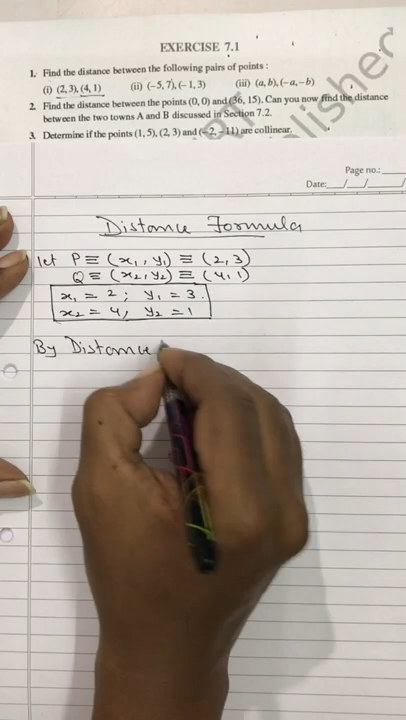 EXERCISE 7.1
1. Find the distance between the following pairs of points :
(i) (2, 3), (4, 1) (ii) (–5, 7), (–1, 3) (iii) (a, b), (–a, –b)
2. Find the distance between the points (0, 0) and (36, 15). Can you now find the distance
between the two towns A and B discussed in Section 7.2.
3. Determine if the points (1, 5), (2, 3) and (–2, –11) are collinear.
Page no.:
Date: / /
Distance Formula
let P ≡ (x₁, y₁) ≡ (2, 3)
Q ≡ (x₂, y₂) ≡ (4, 1)
x₁ = 2 ; y₁ = 3.
x₂ = 4, y₂ = 1
By Distance